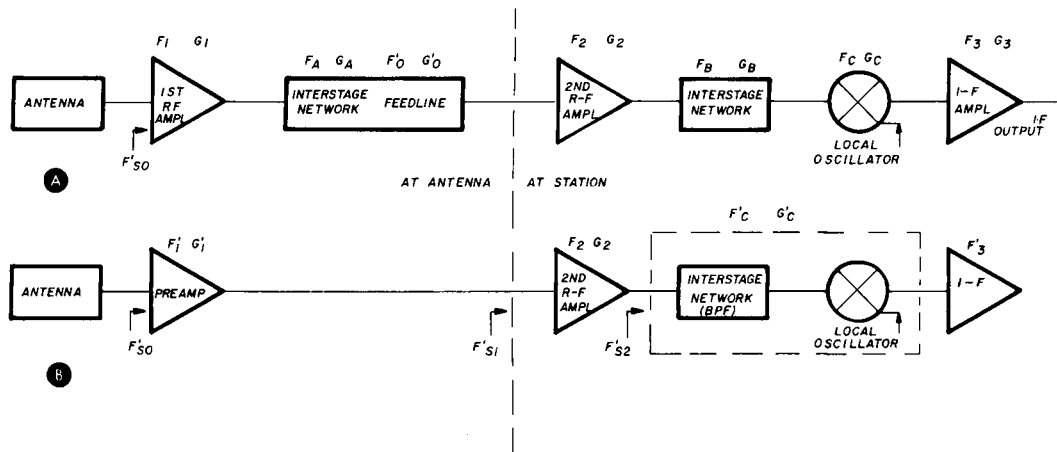 F1 G1
FA GA F'O G'O
F2 G2
FB GB
FC GC
F3 G3
ANTENNA
1ST
RF
AMPL
INTERSTAGE
NETWORK
FEEDLINE
2ND
R-F
AMPL
INTERSTAGE
NETWORK
LOCAL
OSCILLATOR
I-F
AMPL
I-F
OUTPUT
F'SO
A
AT ANTENNA
AT STATION
F'1 G'1
F2 G2
F'C G'C
F'3
ANTENNA
PREAMP
2ND
R-F
AMPL
INTERSTAGE
NETWORK
(BPF)
LOCAL
OSCILLATOR
I-F
F'SO
F'S1
F'S2
B